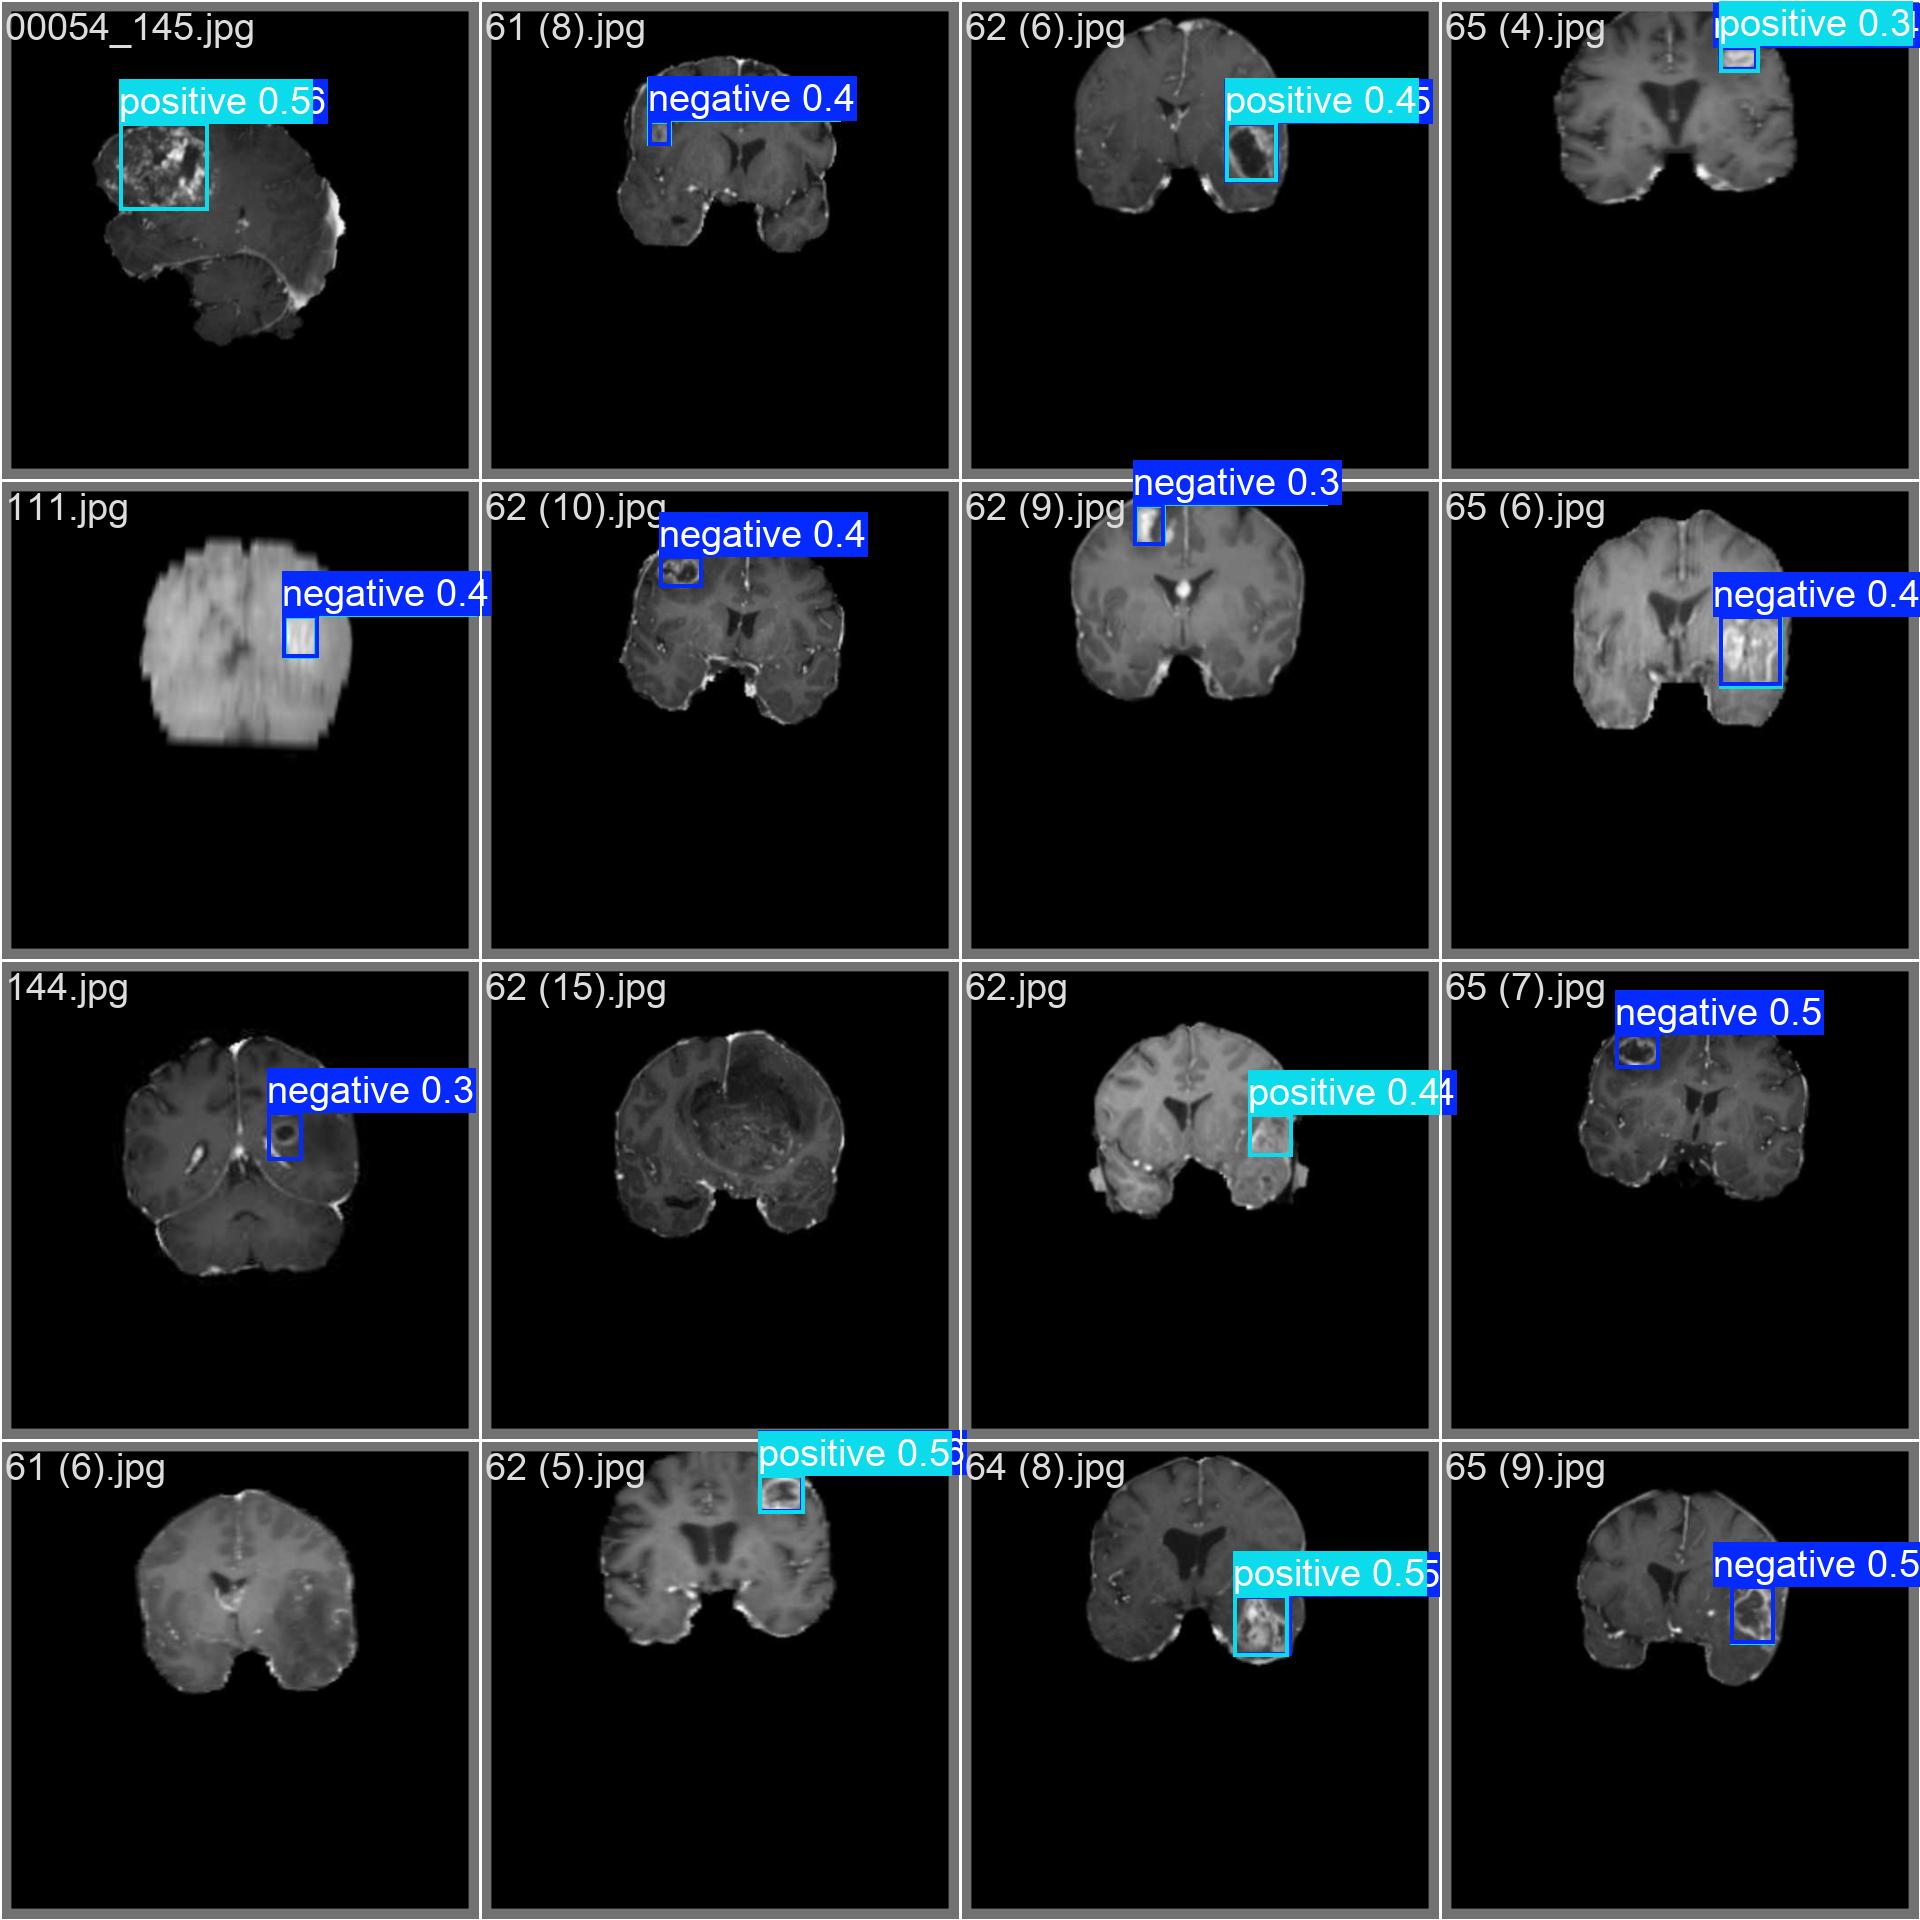 00054_145.jpg
positive 0.5
61 (8).jpg
negative 0.4
62 (6).jpg
positive 0.4
65 (4).jpg
positive 0.3
111.jpg
negative 0.4
62 (10).jpg
negative 0.4
62 (9).jpg
negative 0.3
65 (6).jpg
negative 0.4
144.jpg
negative 0.3
62 (15).jpg
62.jpg
positive 0.4
65 (7).jpg
negative 0.5
61 (6).jpg
62 (5).jpg
positive 0.5
64 (8).jpg
positive 0.5
65 (9).jpg
negative 0.5